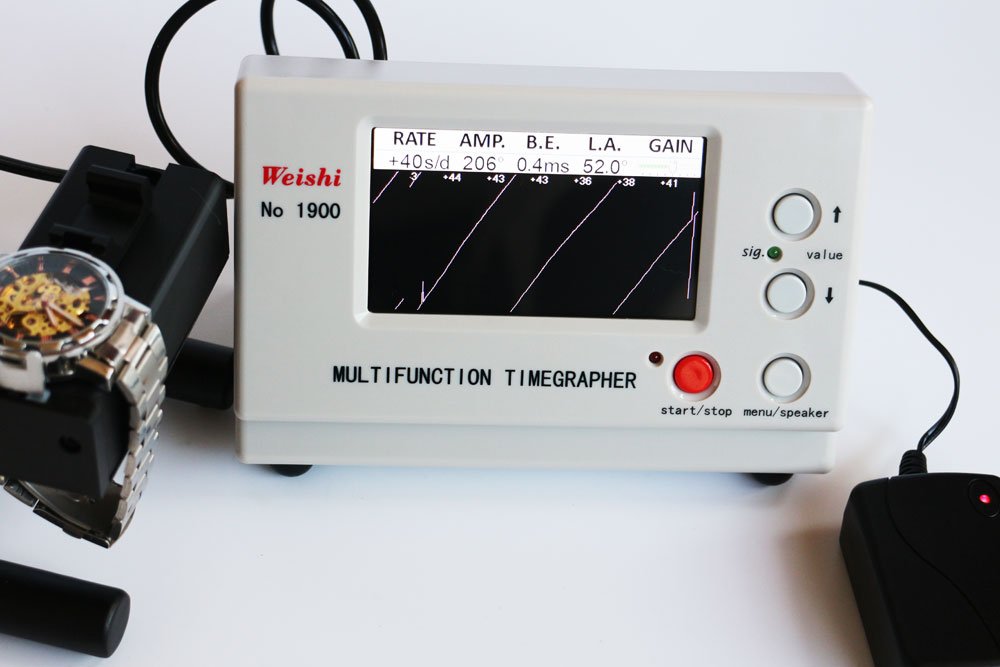 RATE AMP. B.E. L.A. GAIN
+40s/d 206° 0.4ms 52.0°
+44 +43 +43 +36 +38 +41
Weishi
No 1900
↑
sig. value
↓
MULTIFUNCTION TIMEGRAPHER
start/stop menu/speaker